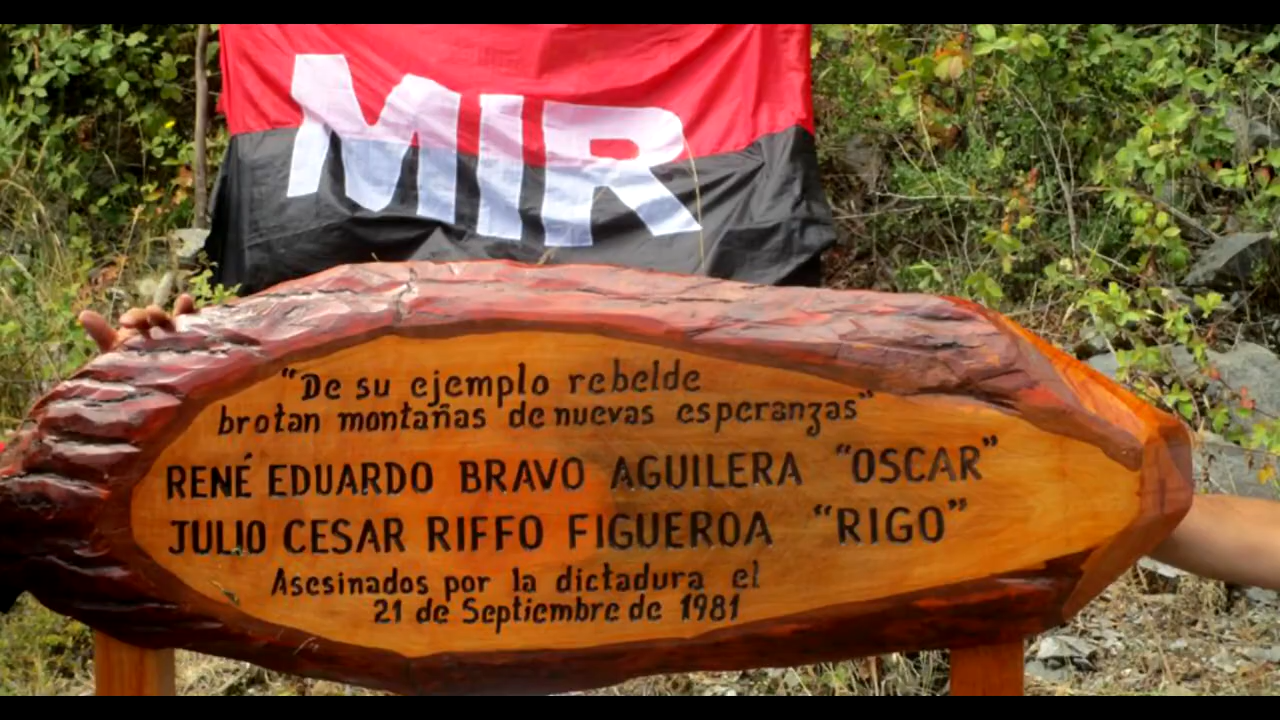 MIR
"De su ejemplo rebelde
brotan montañas de nuevas esperanzas"
RENÉ EDUARDO BRAVO AGUILERA "OSCAR"
JULIO CESAR RIFFO FIGUEROA "RIGO"
Asesinados por la dictadura el
21 de Septiembre de 1981